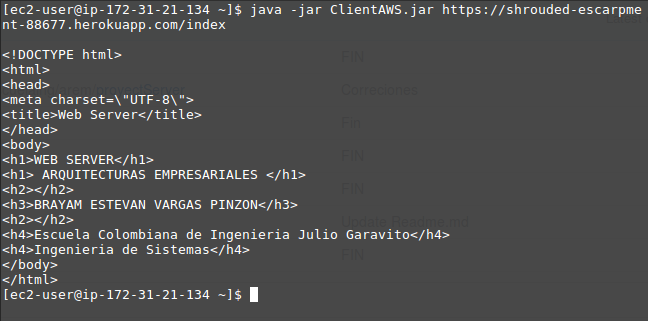 [ec2-user@ip-172-31-21-134 ~]$ java -jar ClientAWS.jar https://shrouded-escarpme
nt-88677.herokuapp.com/index
<!DOCTYPE html>
<html>
<head>
<meta charset=\"UTF-8\">
<title>Web Server</title>
</head>
<body>
<h1>WEB SERVER</h1>
<h1> ARQUITECTURAS EMPRESARIALES </h1>
<h2></h2>
<h3>BRAYAM ESTEVAN VARGAS PINZON</h3>
<h2></h2>
<h4>Escuela Colombiana de Ingenieria Julio Garavito</h4>
<h4>Ingenieria de Sistemas</h4>
</body>
</html>
[ec2-user@ip-172-31-21-134 ~]$
FIN
Correciones
Fin
FIN
FIN
Update Readme.md
FIN